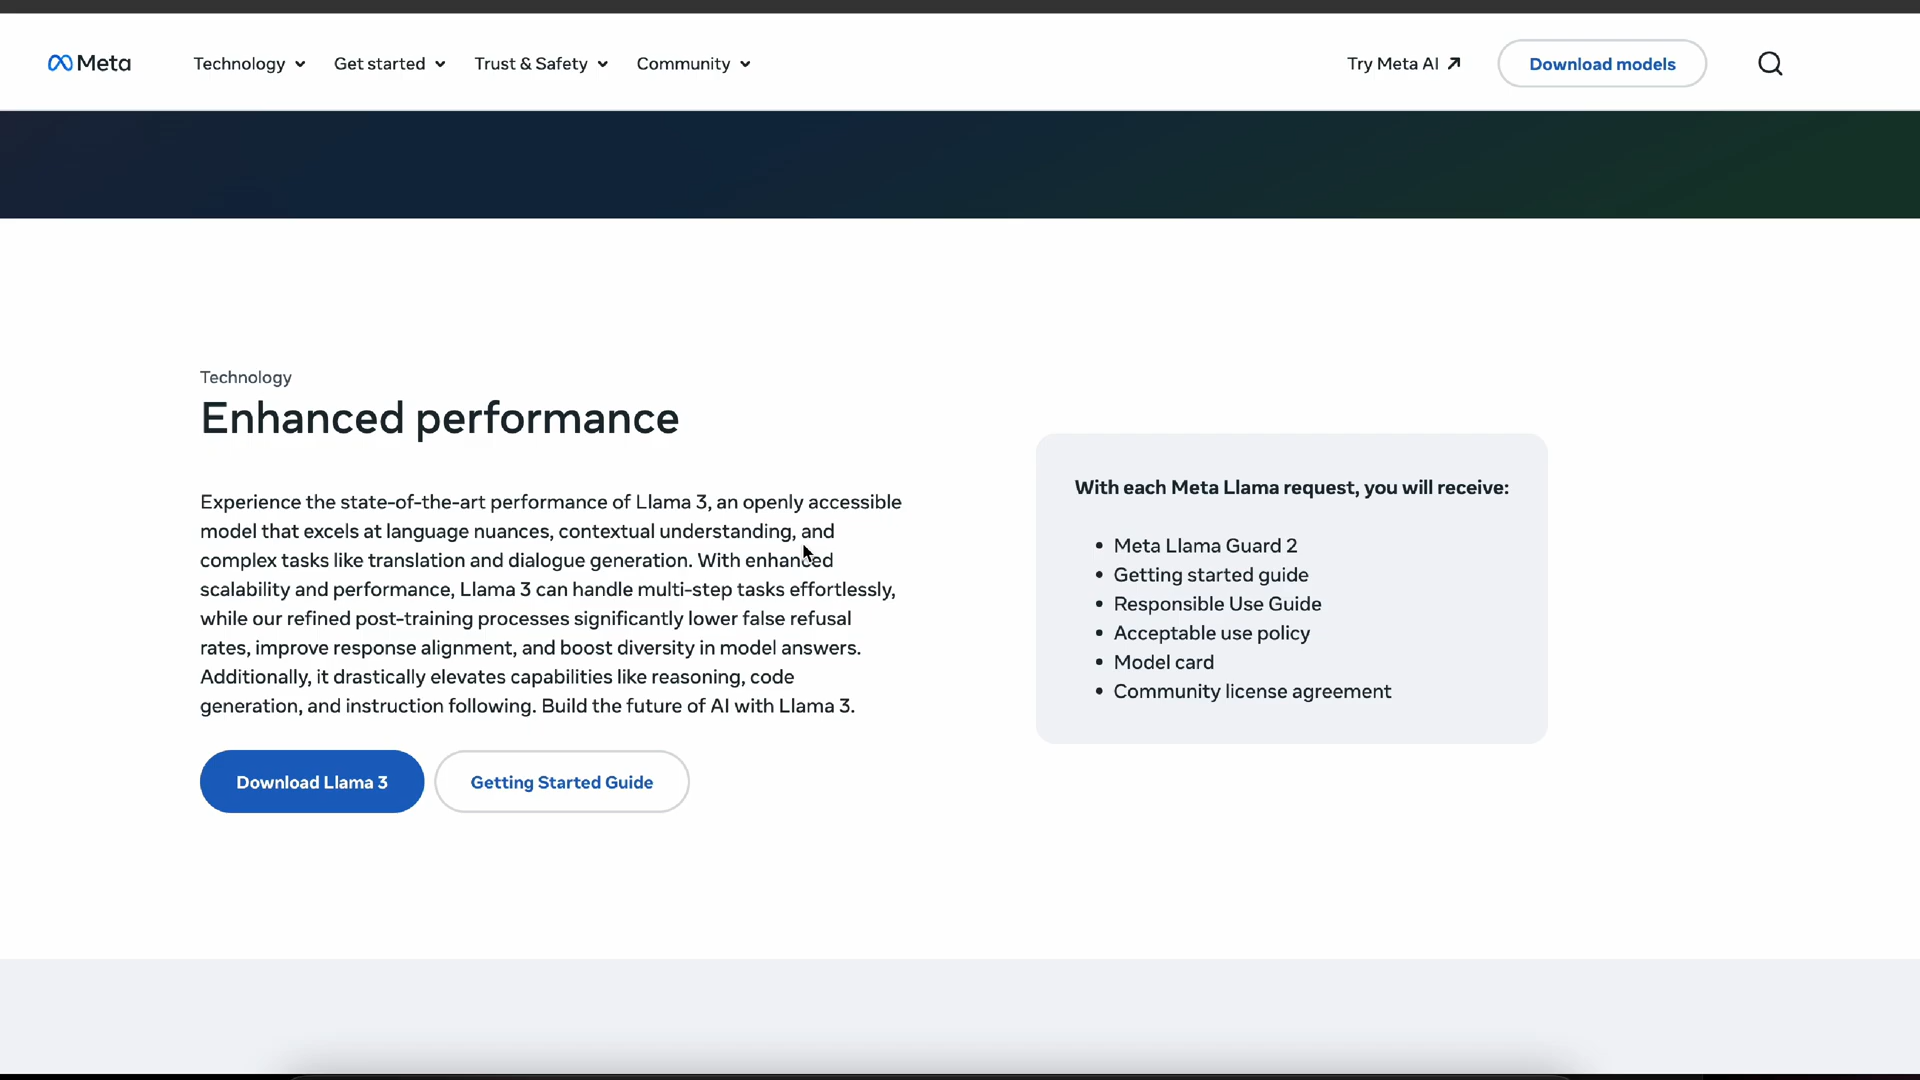 Meta
Technology
Get started
Trust & Safety
Community
Try Meta AI
Download models
Technology
Enhanced performance
Experience the state-of-the-art performance of Llama 3, an openly accessible
model that excels at language nuances, contextual understanding, and
complex tasks like translation and dialogue generation. With enhanced
scalability and performance, Llama 3 can handle multi-step tasks effortlessly,
while our refined post-training processes significantly lower false refusal
rates, improve response alignment, and boost diversity in model answers.
Additionally, it drastically elevates capabilities like reasoning, code
generation, and instruction following. Build the future of AI with Llama 3.
Download Llama 3
Getting Started Guide
With each Meta Llama request, you will receive:
• Meta Llama Guard 2
• Getting started guide
• Responsible Use Guide
• Acceptable use policy
• Model card
• Community license agreement